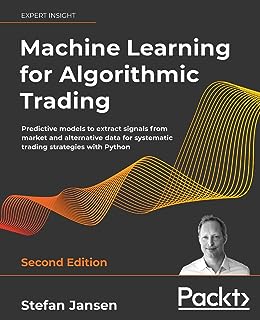 EXPERT INSIGHT
Machine Learning
for Algorithmic
Trading
Predictive models to extract signals from
market and alternative data for systematic
trading strategies with Python
Second Edition
Stefan Jansen
Packt>